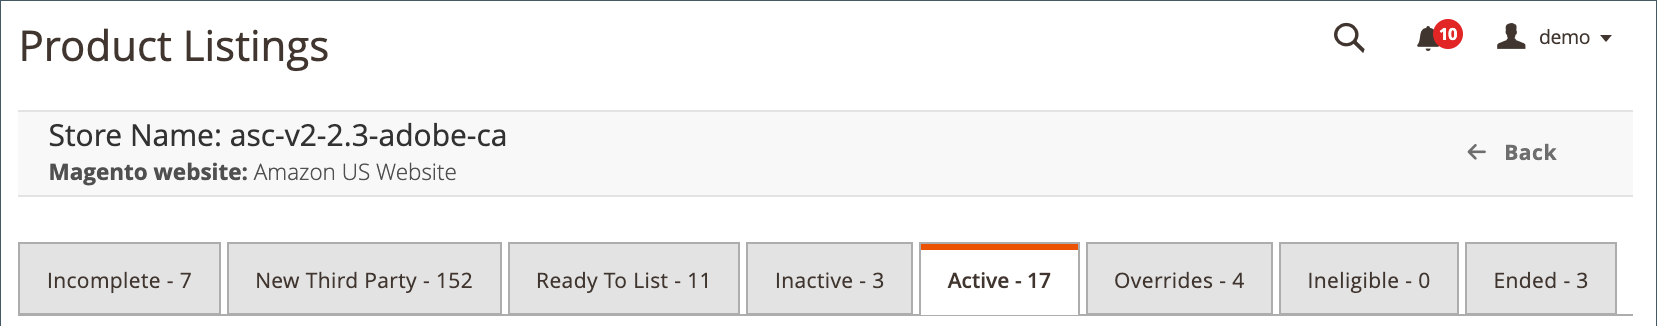 Product Listings
10
demo
Store Name: asc-v2-2.3-adobe-ca
Magento website: Amazon US Website
Back
Incomplete - 7
New Third Party - 152
Ready To List - 11
Inactive - 3
Active - 17
Overrides - 4
Ineligible - 0
Ended - 3